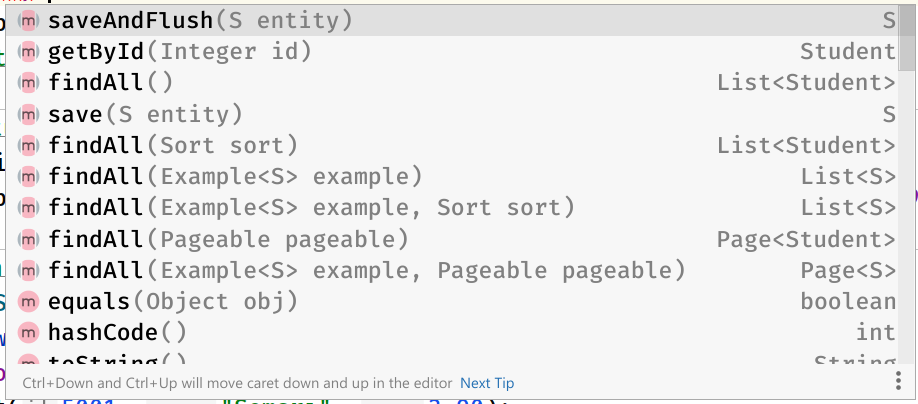 m saveAndFlush(S entity) S
m getById(Integer id) Student
m findAll() List<Student>
m save(S entity) S
m findAll(Sort sort) List<Student>
m findAll(Example<S> example) List<S>
m findAll(Example<S> example, Sort sort) List<S>
m findAll(Pageable pageable) Page<Student>
m findAll(Example<S> example, Pageable pageable) Page<S>
m equals(Object obj) boolean
m hashCode() int
m toString() String
Ctrl+Down and Ctrl+Up will move caret down and up in the editor Next Tip